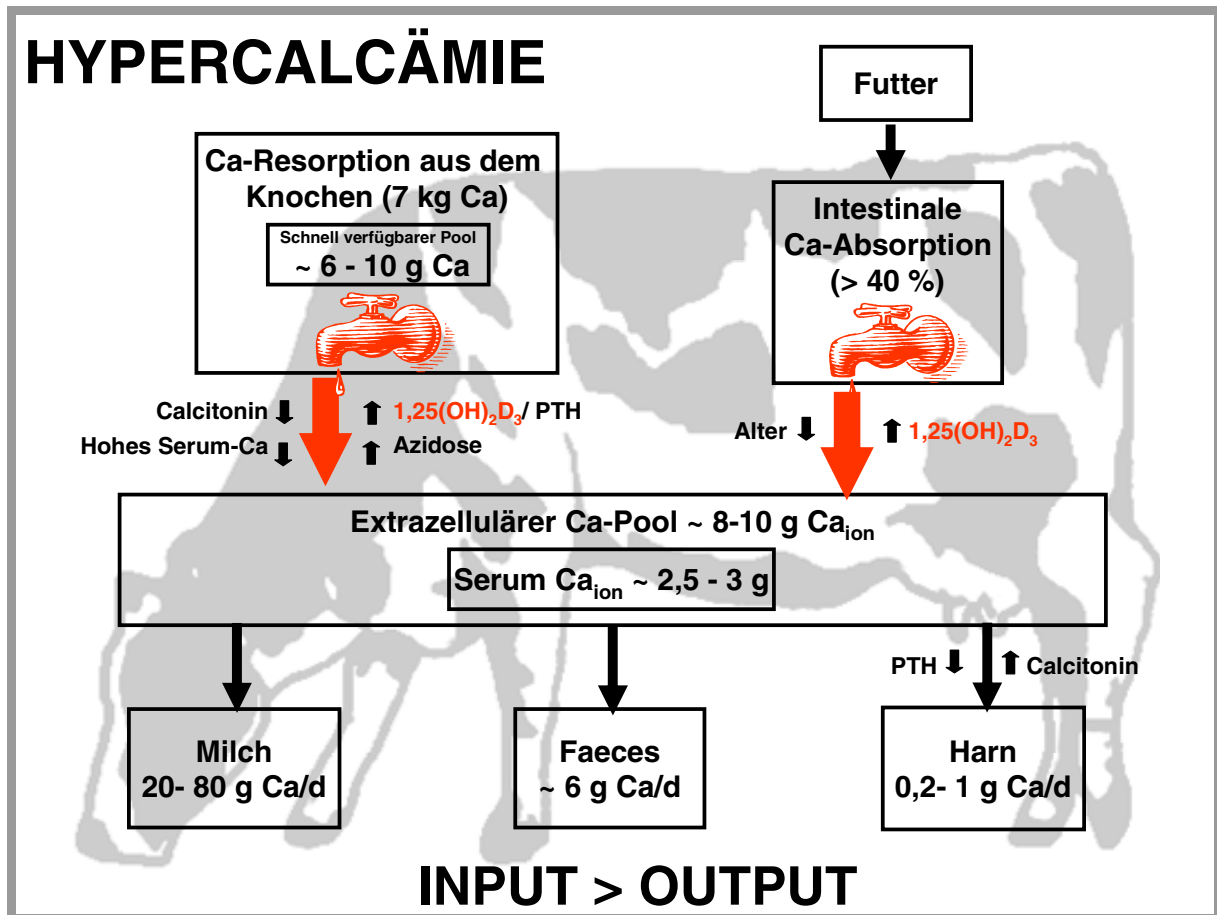 HYPERCALCÄMIE
Futter
Ca-Resorption aus dem
Knochen (7 kg Ca)
Schnell verfügbarer Pool
~ 6 - 10 g Ca
Intestinale
Ca-Absorption
(> 40 %)
Calcitonin
1,25(OH)₂D₃/ PTH
Hohes Serum-Ca
Azidose
Alter
1,25(OH)₂D₃
Extrazellulärer Ca-Pool ~ 8-10 g Caion
Serum Caion ~ 2,5 - 3 g
PTH
Calcitonin
Milch
20- 80 g Ca/d
Faeces
~ 6 g Ca/d
Harn
0,2- 1 g Ca/d
INPUT > OUTPUT